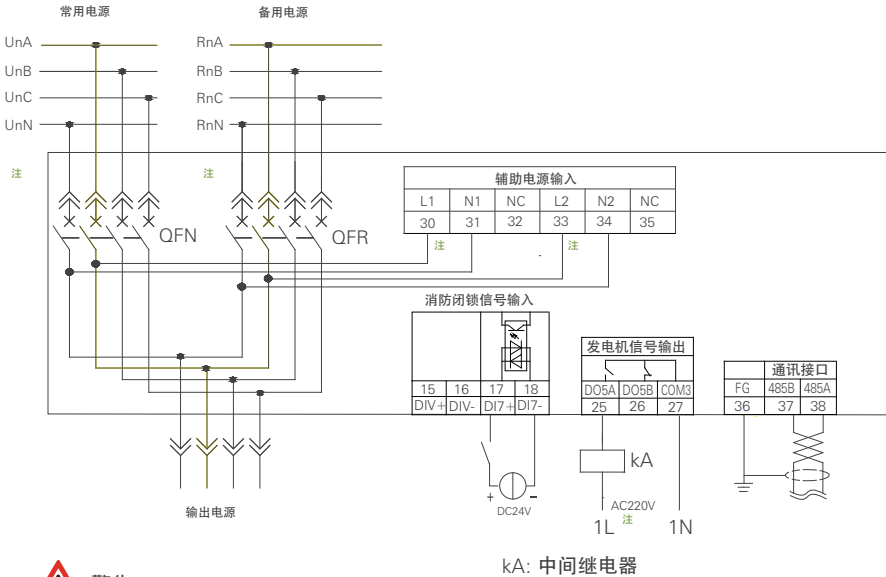 常用电源
备用电源
UnA
RnA
UnB
RnB
UnC
RnC
UnN
RnN
注
注
辅助电源输入
L1 N1 NC L2 N2 NC
30 31 32 33 34 35
QFN
QFR
注
注
消防闭锁信号输入
发电机信号输出
通讯接口
15 16 17 18
DO5A DO5B COM3
FG 485B 485A
DIV+ DIV- DI7+ DI7-
25 26 27
36 37 38
kA
+ -
DC24V
AC220V
1L 注 1N
输出电源
kA: 中间继电器